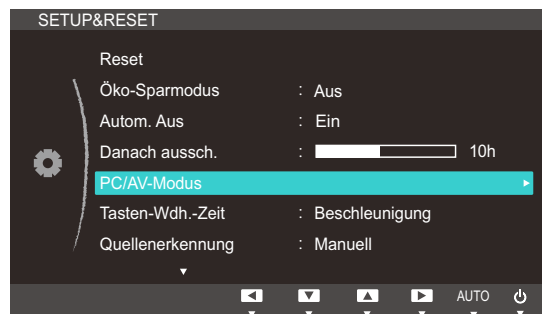 SETUP&RESET
Reset
Öko-Sparmodus : Aus
Autom. Aus : Ein
Danach aussch. : 10h
PC/AV-Modus
Tasten-Wdh.-Zeit : Beschleunigung
Quellenerkennung : Manuell
AUTO